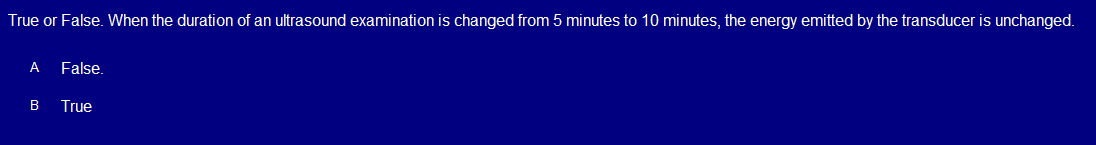 True or False. When the duration of an ultrasound examination is changed from 5 minutes to 10 minutes, the energy emitted by the transducer is unchanged.
A False.
B True